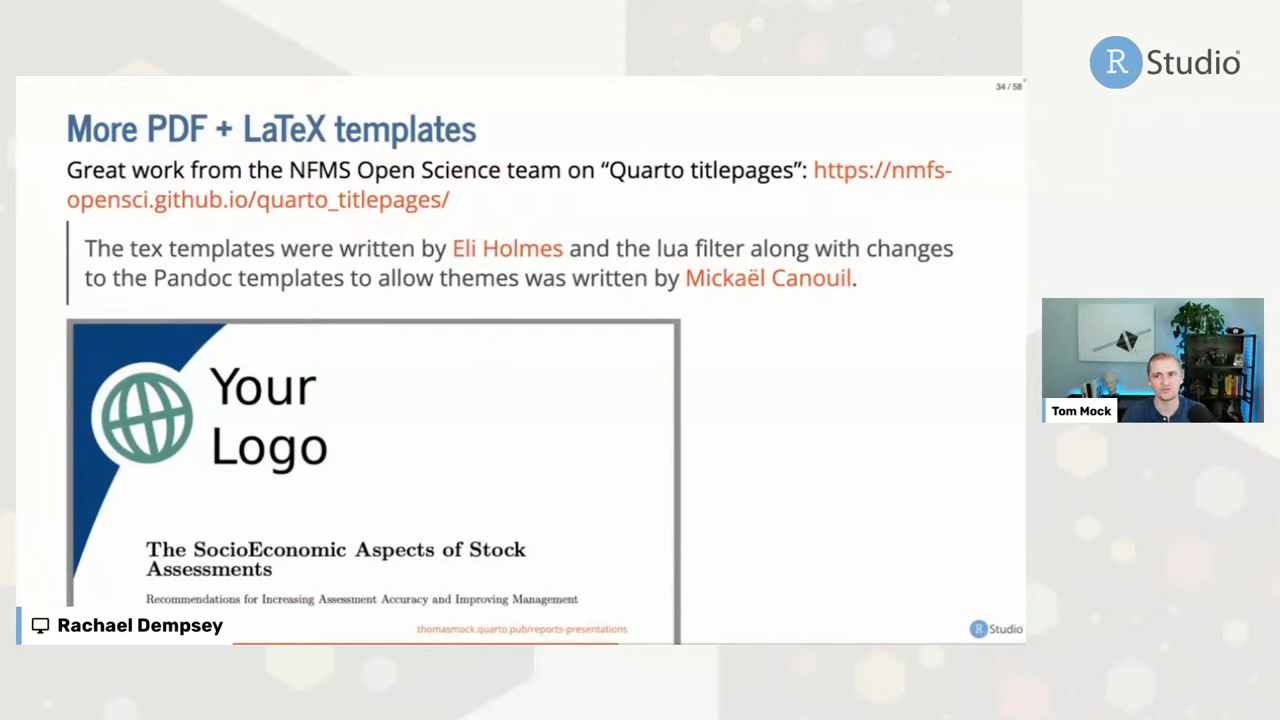 R Studio
34 / 58
More PDF + LaTeX templates
Great work from the NFMS Open Science team on “Quarto titlepages”: https://nmfs-
opensci.github.io/quarto_titlepages/
The tex templates were written by Eli Holmes and the lua filter along with changes
to the Pandoc templates to allow themes was written by Mickaël Canouil.
Your
Logo
The SocioEconomic Aspects of Stock
Assessments
Recommendations for Increasing Assessment Accuracy and Improving Management
Tom Mock
Rachael Dempsey
thomasmock.quarto.pub/reports-presentations
R Studio